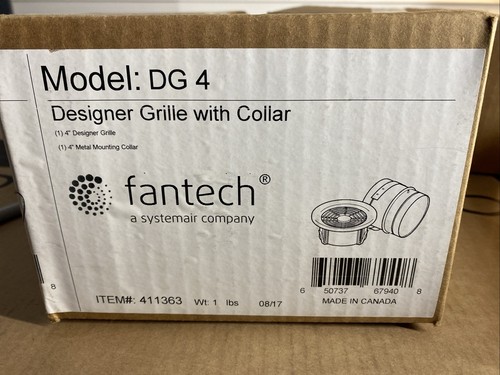 Model: DG 4
Designer Grille with Collar
(1) 4" Designer Grille
(1) 4" Metal Mounting Collar
fantech®
a systemair company
8
ITEM#: 411363 Wt: 1 lbs 08/17
6 50737 67940 8
MADE IN CANADA